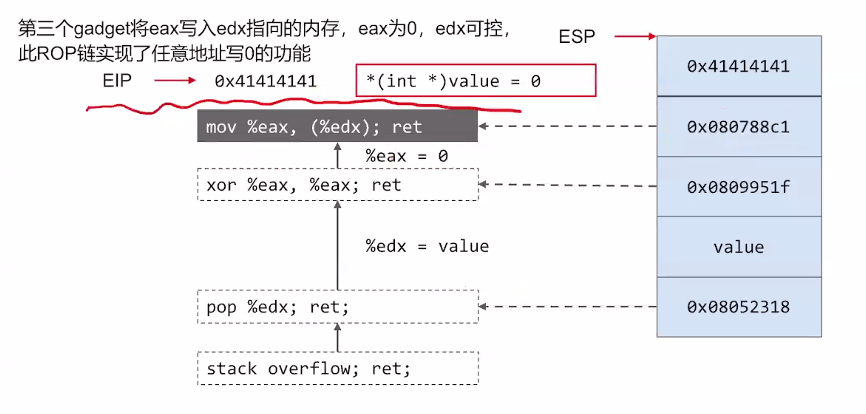 第三个gadget将eax写入edx指向的内存，eax为0，edx可控，
此ROP链实现了任意地址写0的功能
ESP
EIP
0x41414141
*(int *)value = 0
0x41414141
mov %eax, (%edx); ret
0x080788c1
%eax = 0
xor %eax, %eax; ret
0x0809951f
%edx = value
value
pop %edx; ret;
0x08052318
stack overflow; ret;